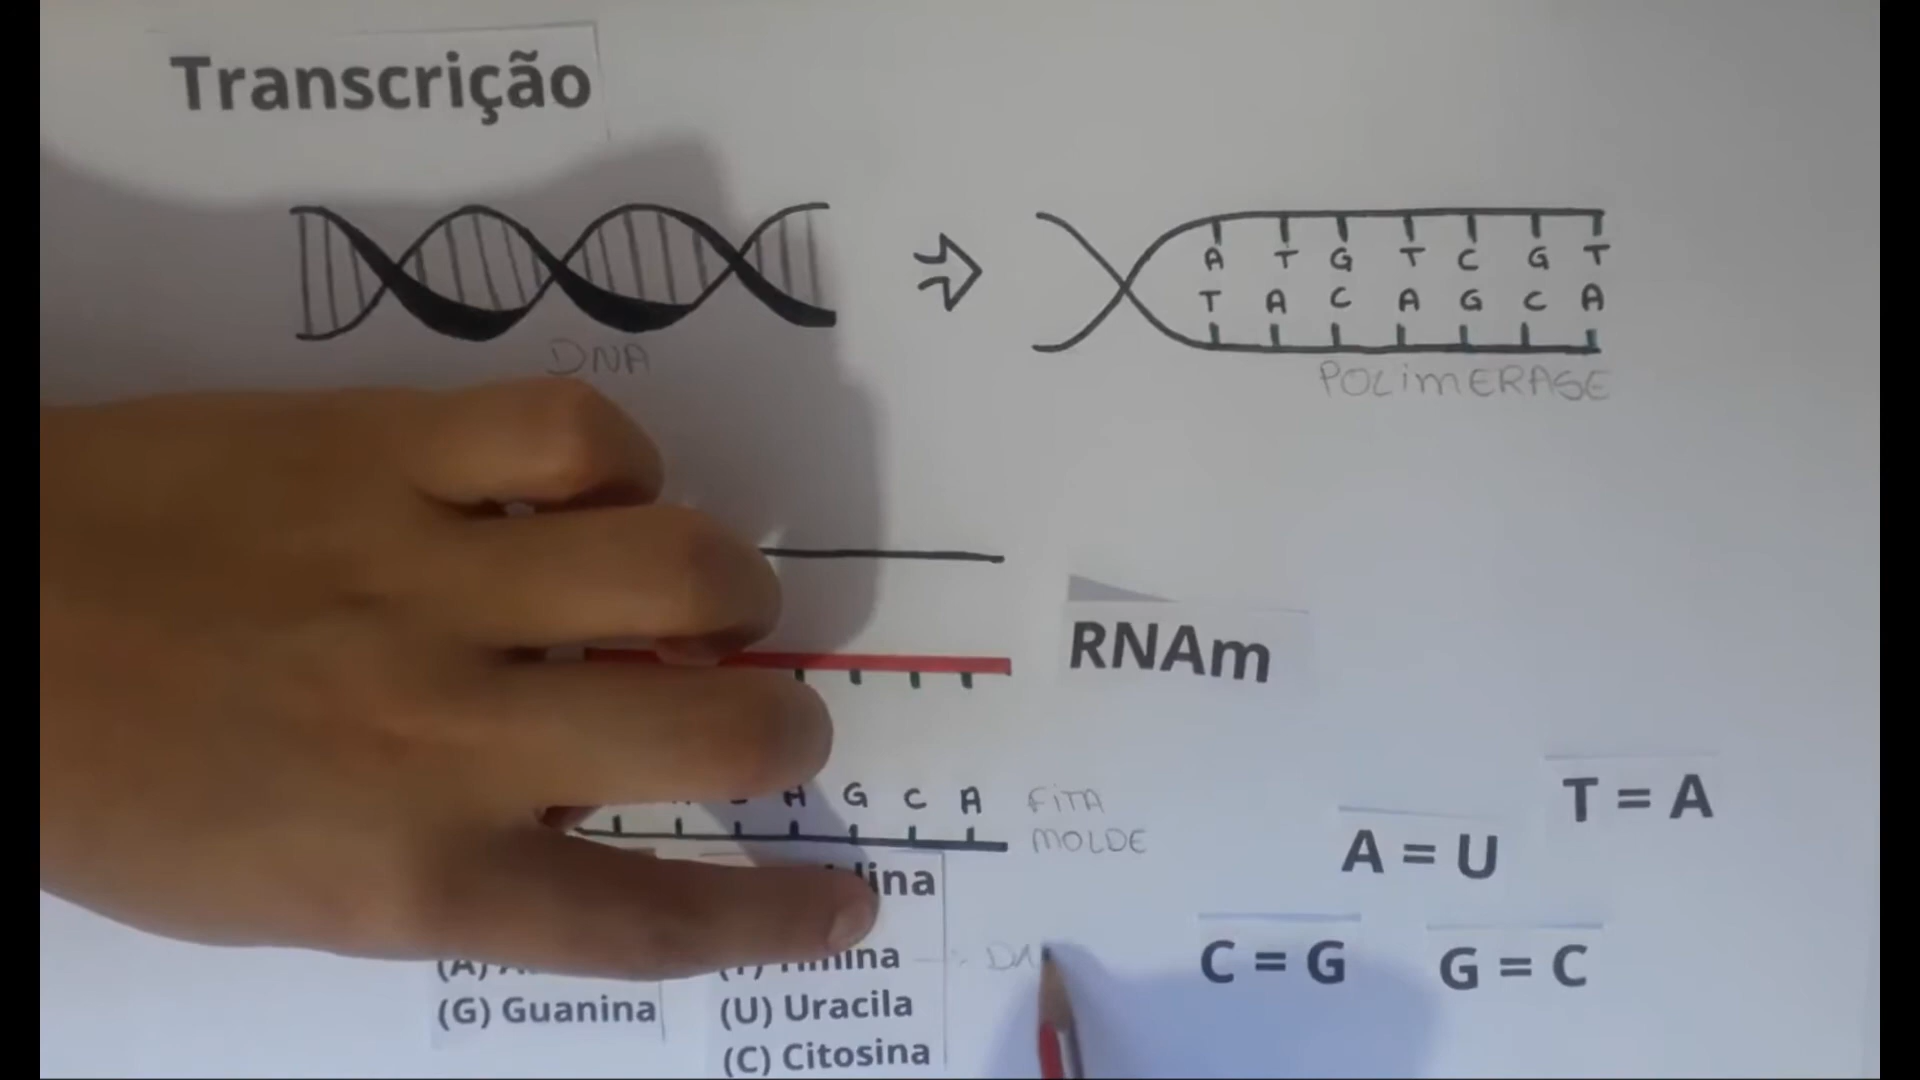 Transcrição
A T G T C G T
T A C A G C A
DNA
POLIMERASE
RNAm
G C A FITA
MOLDE
T = A
A = U
C = G
G = C
(G) Guanina
(U) Uracila
(C) Citosina